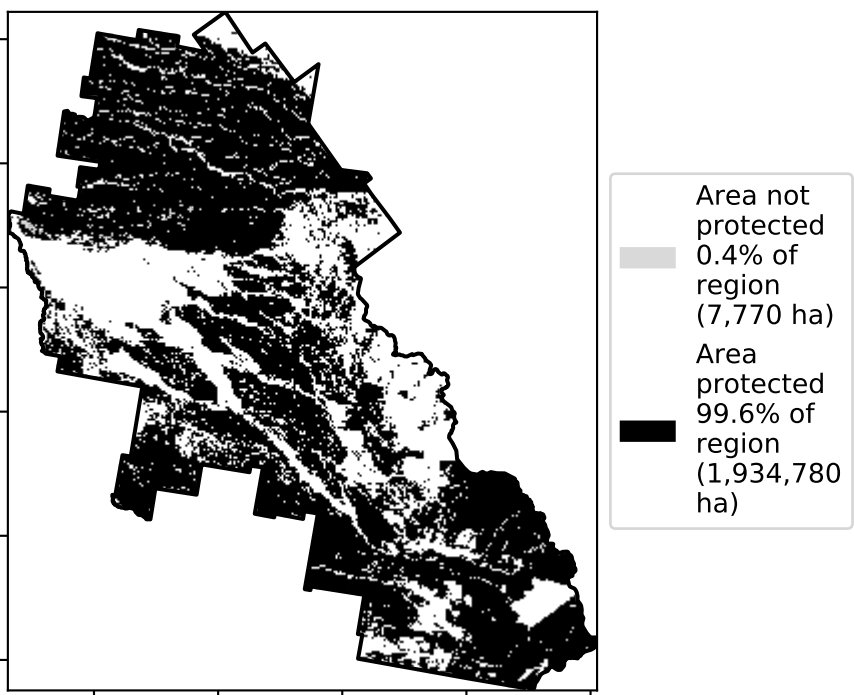 Area not
protected
0.4% of
region
(7,770 ha)
Area
protected
99.6% of
region
(1,934,780
ha)